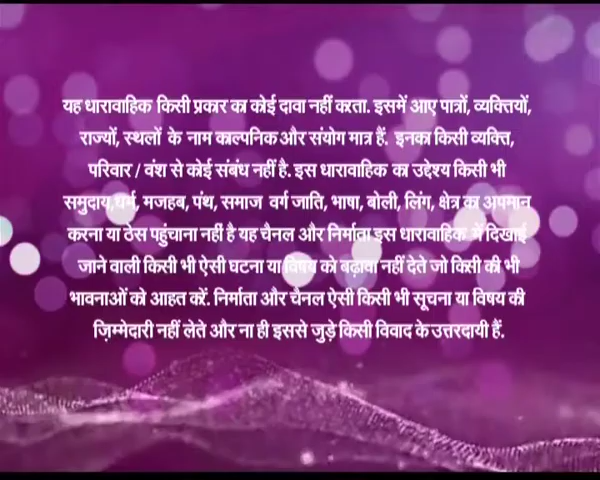 यह धारावाहिक किसी प्रकार का कोई दावा नहीं करता. इसमें आए पात्रों, व्यक्तियों,
राज्यों, स्थलों के नाम काल्पनिक और संयोग मात्र हैं. इनका किसी व्यक्ति,
परिवार / वंश से कोई संबंध नहीं है. इस धारावाहिक का उद्देश्य किसी भी
समुदाय,धर्म, मजहब, पंथ, समाज वर्ग जाति, भाषा, बोली, लिंग, क्षेत्र का अपमान
करना या ठेस पहुंचाना नहीं है यह चैनल और निर्माता इस धारावाहिक में दिखाई
जाने वाली किसी भी ऐसी घटना या विषय को बढ़ावा नहीं देते जो किसी की भी
भावनाओं को आहत करें. निर्माता और चैनल ऐसी किसी भी सूचना या विषय की
ज़िम्मेदारी नहीं लेते और ना ही इससे जुड़े किसी विवाद के उत्तरदायी हैं.